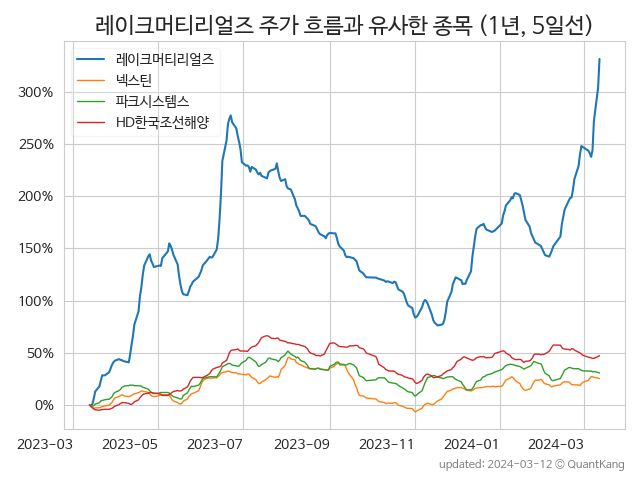 레이크머티리얼즈 주가 흐름과 유사한 종목 (1년, 5일선)
레이크머티리얼즈
넥스틴
파크시스템스
HD한국조선해양
300%
250%
200%
150%
100%
50%
0%
2023-03 2023-05 2023-07 2023-09 2023-11 2024-01 2024-03
updated: 2024-03-12 © QuantKang